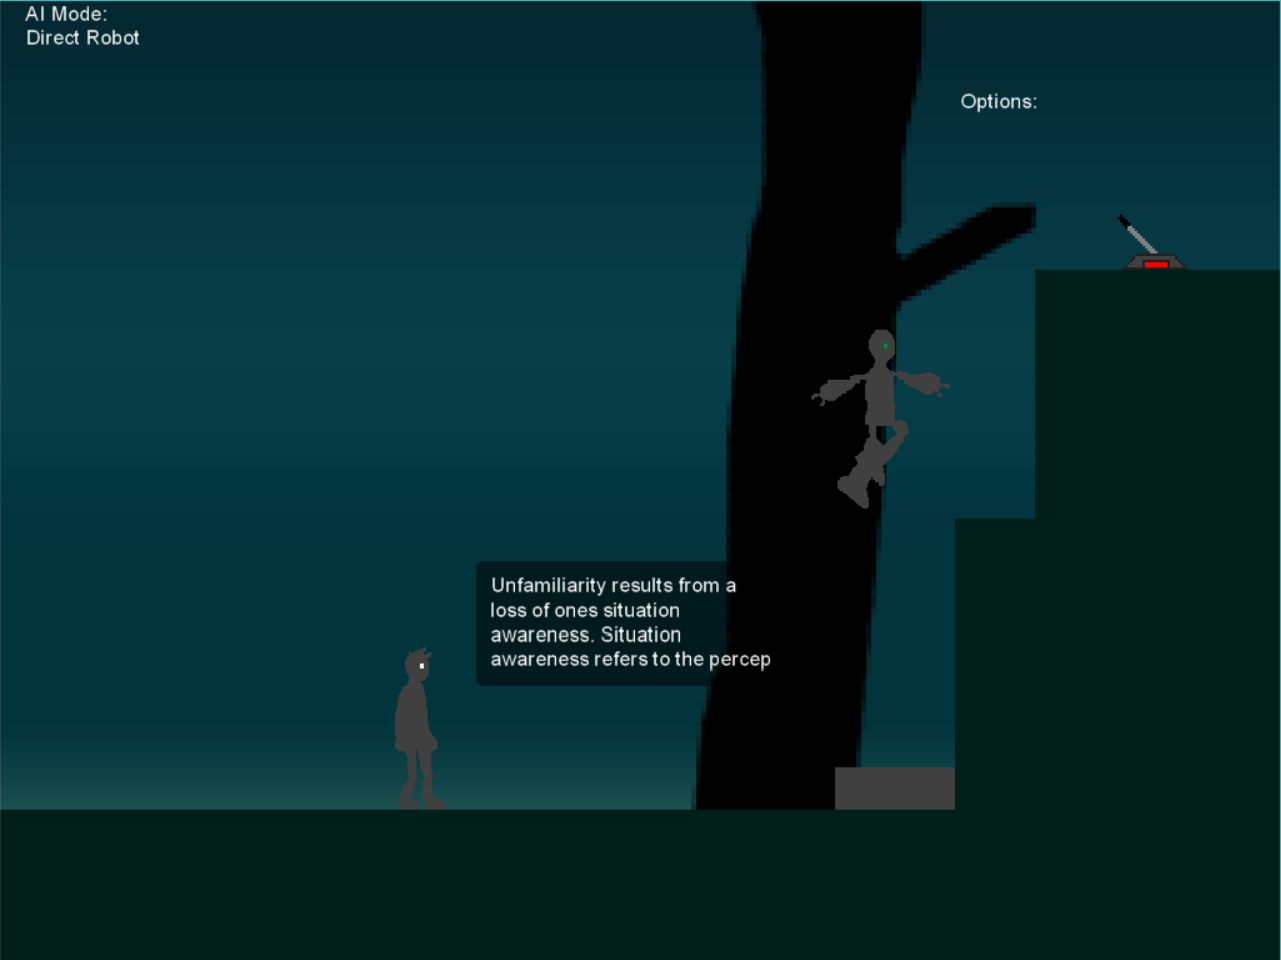 AI Mode:
Direct Robot
Options:
Unfamiliarity results from a
loss of ones situation
awareness. Situation
awareness refers to the percep